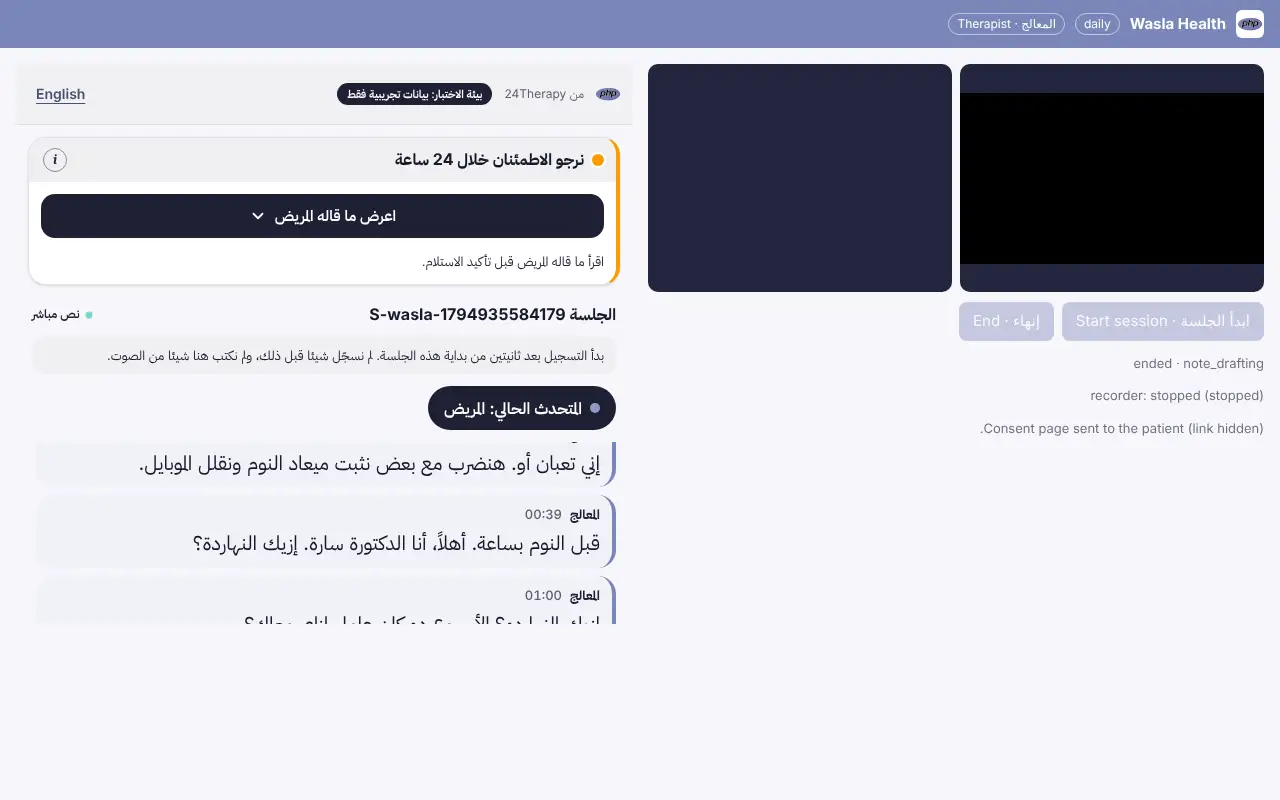 php
Wasla Health
daily
Therapist · المعالج
ابدأ الجلسة · Start session
إنهاء · End
ended · note_drafting
recorder: stopped (stopped)
Consent page sent to the patient (link hidden).
php
من 24Therapy
بيئة الاختبار: بيانات تجريبية فقط
English
نرجو الاطمئنان خلال 24 ساعة
i
اعرض ما قاله المريض
اقرأ ما قاله المريض قبل تأكيد الاستلام.
الجلسة S-wasla-1794935584179
نص مباشر
بدأ التسجيل بعد ثانيتين من بداية هذه الجلسة. لم نسجّل شيئا قبل ذلك، ولم نكتب هنا شيئا من الصوت.
المتحدث الحالي: المريض
إني تعبان أو. هنضرب مع بعض نثبت ميعاد النوم ونقلل الموبايل.
المعالج 00:39
قبل النوم بساعة. أهلاً، أنا الدكتورة سارة. إزيك النهاردة؟
المعالج 01:00